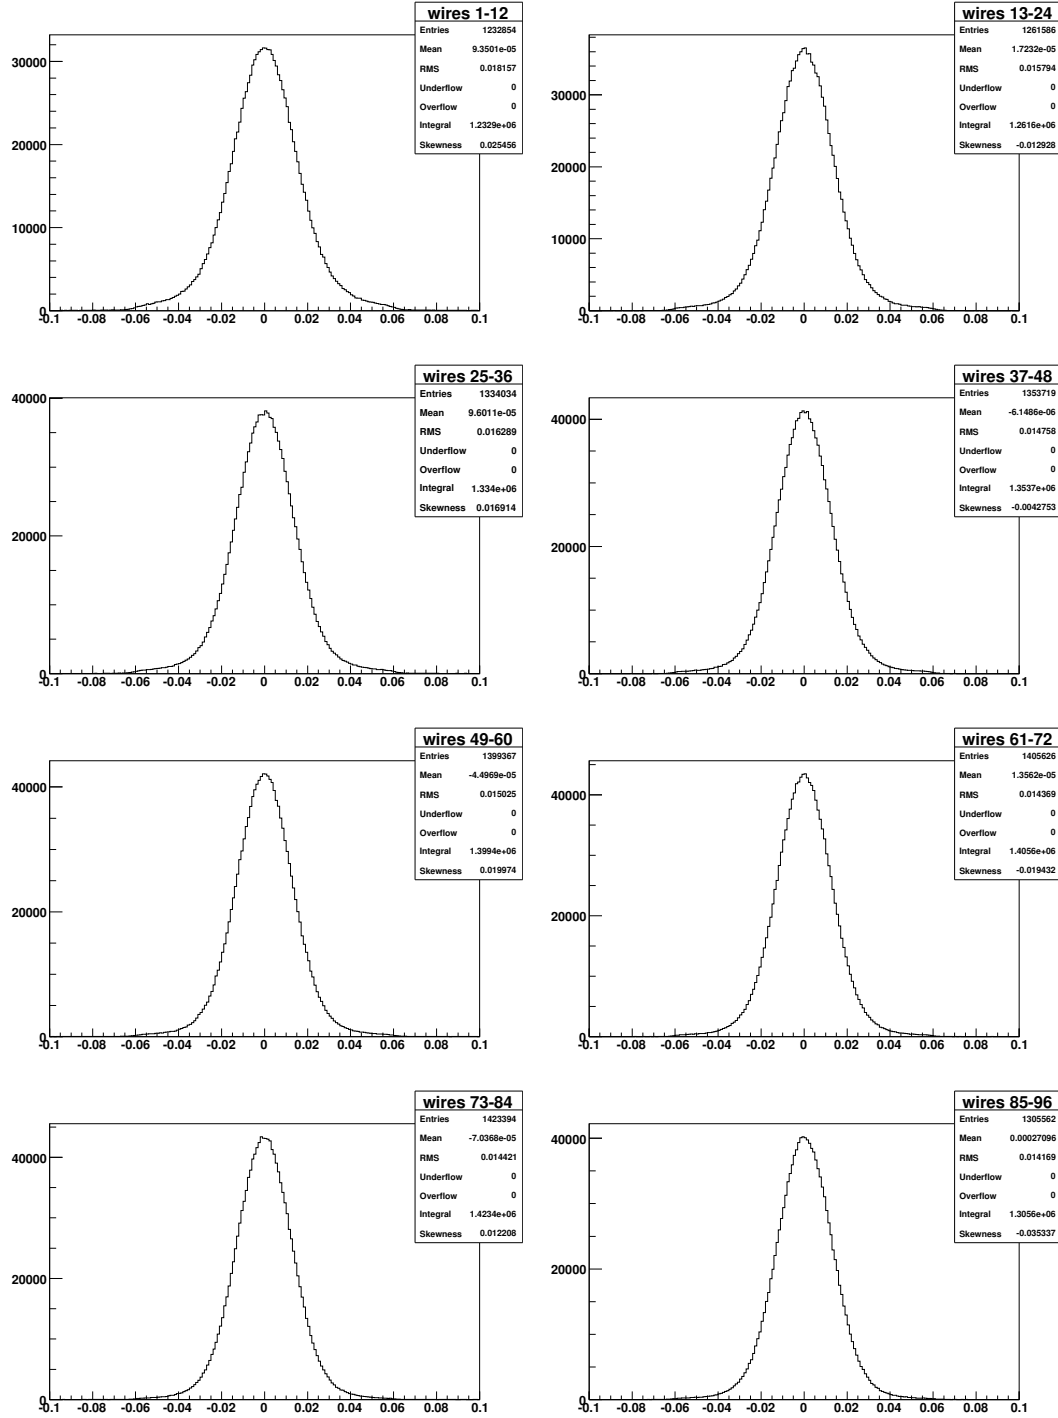 wires 1-12
Entries 1232854
Mean 9.3501e-05
RMS 0.018157
Underflow 0
Overflow 0
Integral 1.2329e+06
Skewness 0.025456
30000
20000
10000
0
-0.1 -0.08 -0.06 -0.04 -0.02 0 0.02 0.04 0.06 0.08 0.1
wires 13-24
Entries 1261586
Mean 1.7232e-05
RMS 0.015794
Underflow 0
Overflow 0
Integral 1.2616e+06
Skewness -0.012928
30000
20000
10000
0
-0.1 -0.08 -0.06 -0.04 -0.02 0 0.02 0.04 0.06 0.08 0.1
wires 25-36
Entries 1334034
Mean 9.6011e-05
RMS 0.016289
Underflow 0
Overflow 0
Integral 1.334e+06
Skewness 0.016914
40000
30000
20000
10000
0
-0.1 -0.08 -0.06 -0.04 -0.02 0 0.02 0.04 0.06 0.08 0.1
wires 37-48
Entries 1353719
Mean -6.1486e-06
RMS 0.014758
Underflow 0
Overflow 0
Integral 1.3537e+06
Skewness -0.0042753
40000
20000
0
-0.1 -0.08 -0.06 -0.04 -0.02 0 0.02 0.04 0.06 0.08 0.1
wires 49-60
Entries 1399367
Mean -4.4969e-05
RMS 0.015025
Underflow 0
Overflow 0
Integral 1.3994e+06
Skewness 0.019974
40000
20000
0
-0.1 -0.08 -0.06 -0.04 -0.02 0 0.02 0.04 0.06 0.08 0.1
wires 61-72
Entries 1405626
Mean 1.3562e-05
RMS 0.014369
Underflow 0
Overflow 0
Integral 1.4056e+06
Skewness -0.019432
40000
20000
0
-0.1 -0.08 -0.06 -0.04 -0.02 0 0.02 0.04 0.06 0.08 0.1
wires 73-84
Entries 1423394
Mean -7.0368e-05
RMS 0.014421
Underflow 0
Overflow 0
Integral 1.4234e+06
Skewness 0.012208
40000
20000
0
-0.1 -0.08 -0.06 -0.04 -0.02 0 0.02 0.04 0.06 0.08 0.1
wires 85-96
Entries 1305562
Mean 0.00027096
RMS 0.014169
Underflow 0
Overflow 0
Integral 1.3056e+06
Skewness -0.035337
40000
20000
0
-0.1 -0.08 -0.06 -0.04 -0.02 0 0.02 0.04 0.06 0.08 0.1